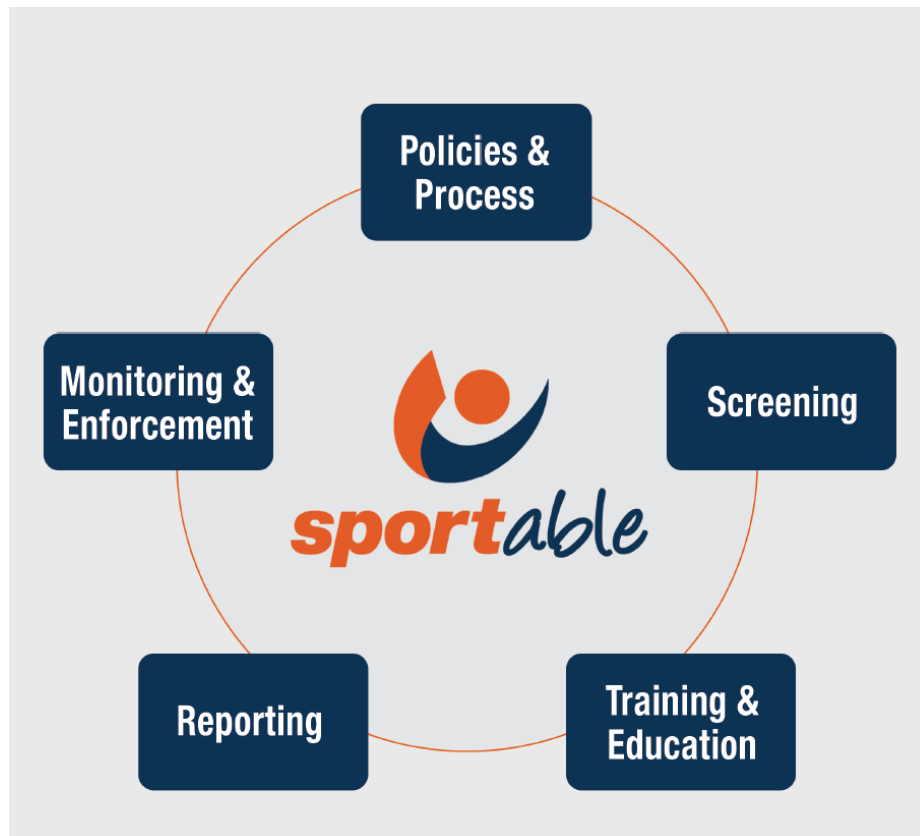 Policies &
Process
Screening
Training &
Education
Reporting
Monitoring &
Enforcement
sportable